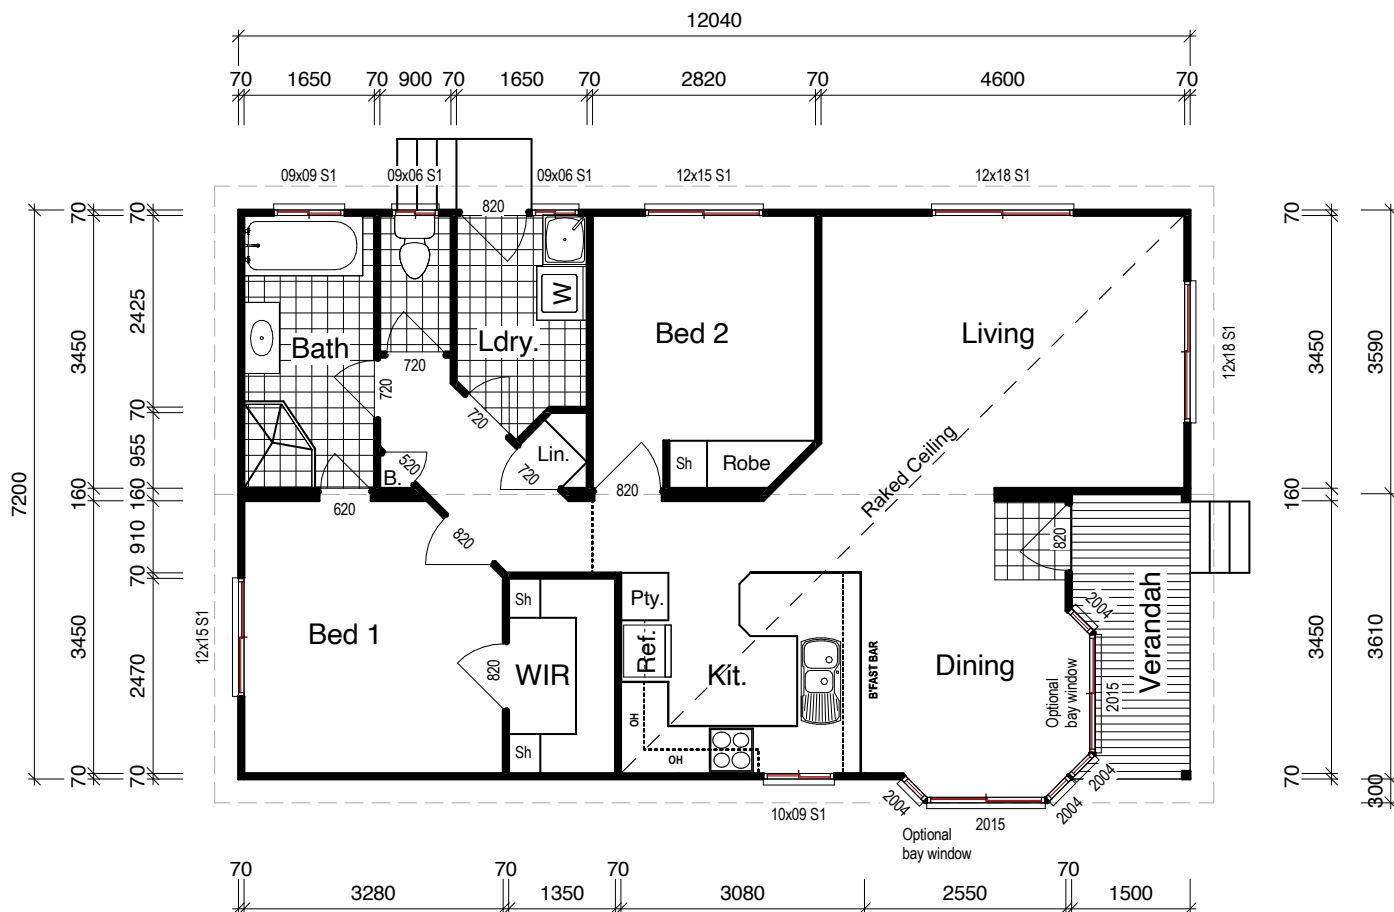 12040
70 1650 70 900 70 1650 70 2820 70 4600 70
09x09 S1 09x06 S1 09x06 S1 12x15 S1 12x18 S1
820
70 70 70 70
W
2425
3450
Bath
Ldry.
Bed 2
Living
720
720
720
12x18 S1
3450
3590
70
955
520
B.
720
Lin.
Sh
Robe
Raked Ceiling
7200
160
160
620
820
160
910
820
820
70
70
Sh
Pty.
2004
Verandah
12x15 S1
3450
2470
Bed 1
820
WIR
Ref.
Kit.
B'FAST BAR
Dining
Optional
bay window
2015
3450
3610
Sh
OH
OH
70 70
2004
2004
2004
70
300
10x09 S1
2015
Optional
bay window
70 3280 70 1350 70 3080 2550 70 1500